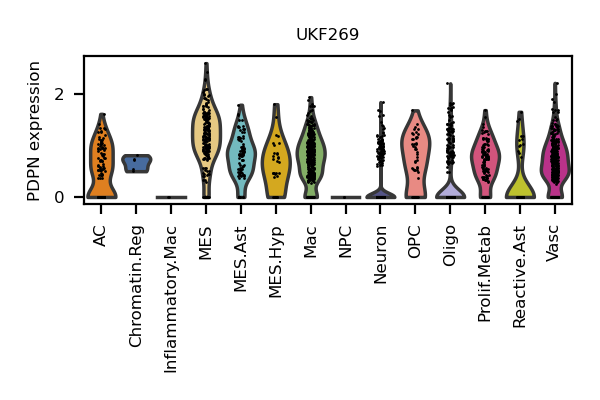 UKF269
PDPN expression
2
0
AC
Chromatin.Reg
Inflammatory.Mac
MES
MES.Ast
MES.Hyp
Mac
NPC
Neuron
OPC
Oligo
Prolif.Metab
Reactive.Ast
Vasc